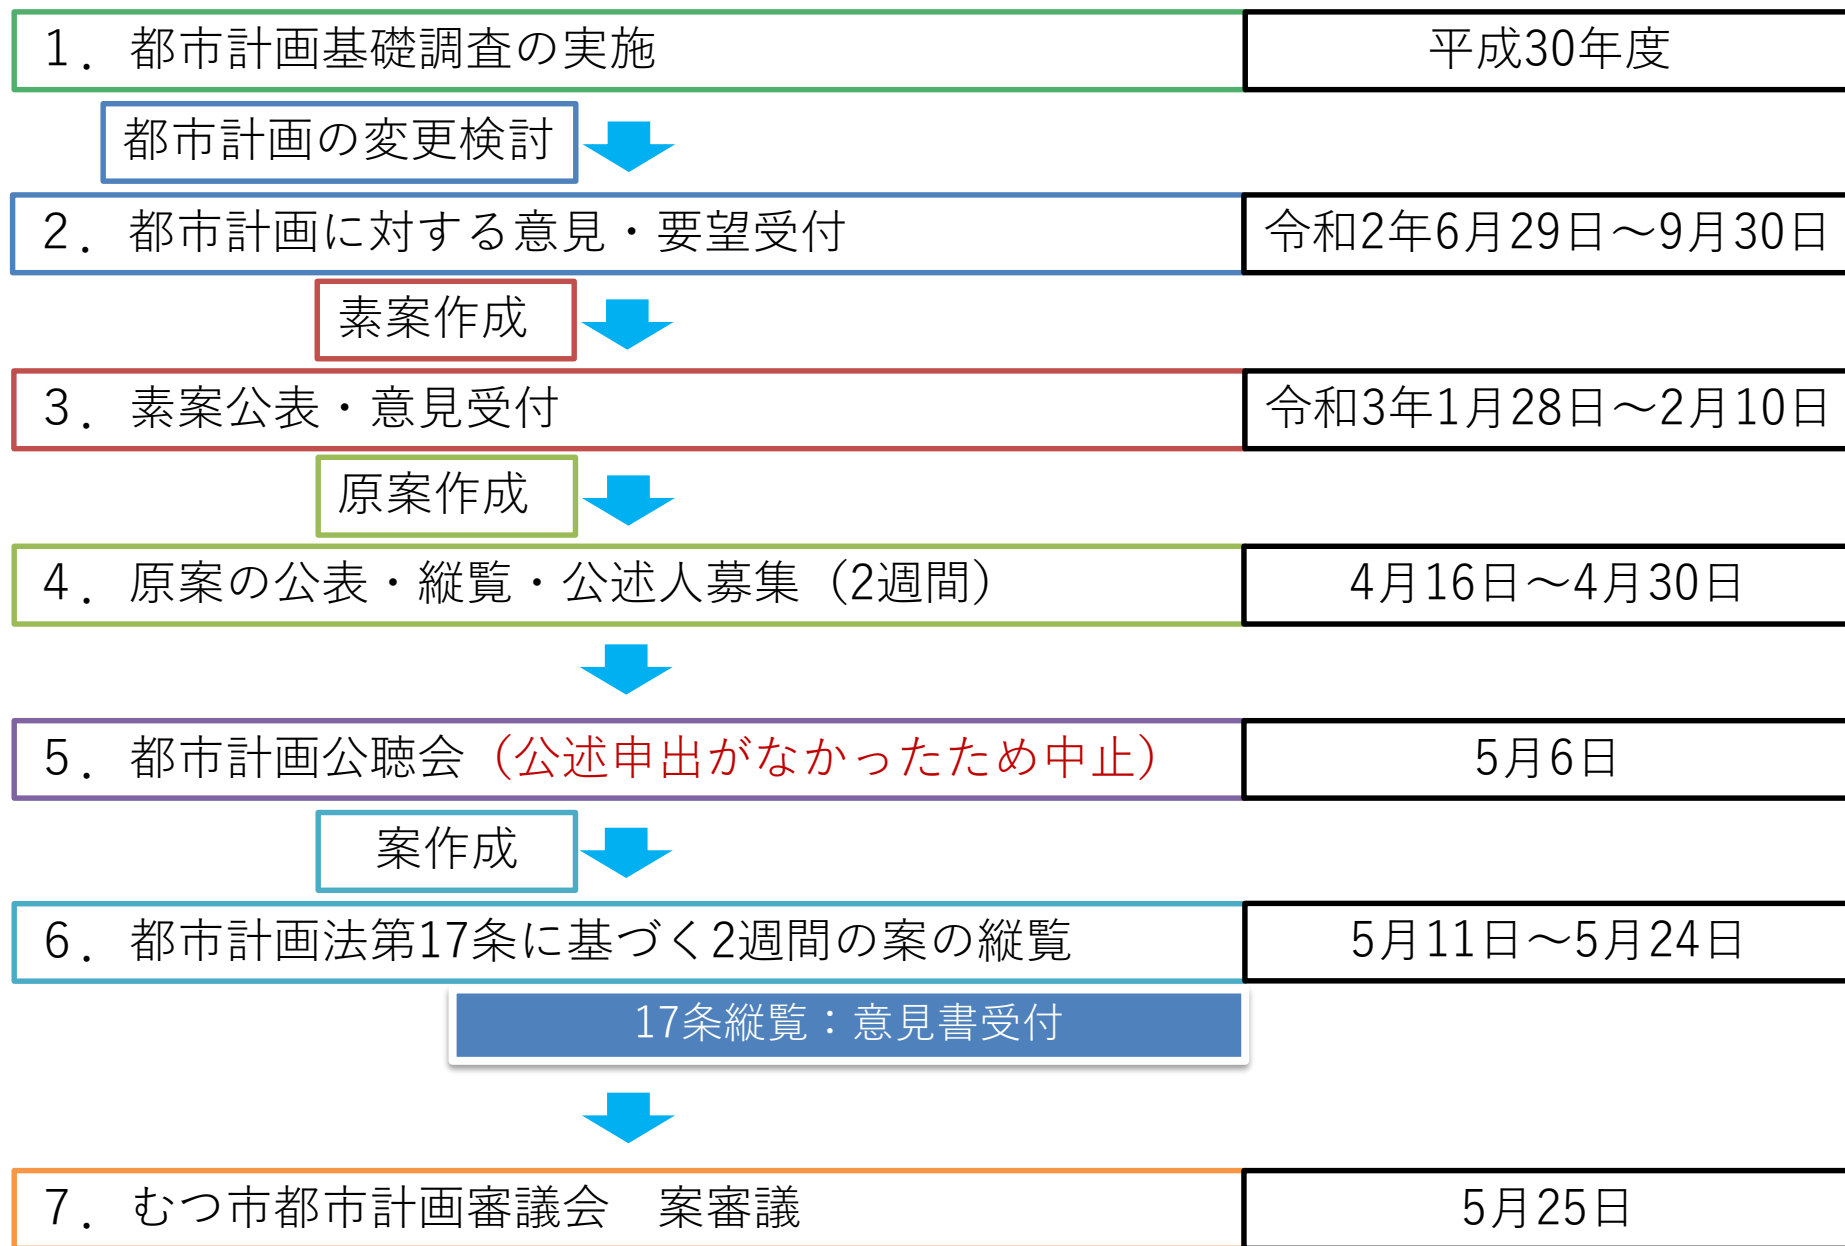 1．都市計画基礎調査の実施
平成30年度
都市計画の変更検討
2．都市計画に対する意見・要望受付
令和2年6月29日～9月30日
素案作成
3．素案公表・意見受付
令和3年1月28日～2月10日
原案作成
4．原案の公表・縦覧・公述人募集（2週間）
4月16日～4月30日
5．都市計画公聴会（公述申出がなかったため中止）
5月6日
案作成
6．都市計画法第17条に基づく2週間の案の縦覧
5月11日～5月24日
17条縦覧：意見書受付
7．むつ市都市計画審議会　案審議
5月25日